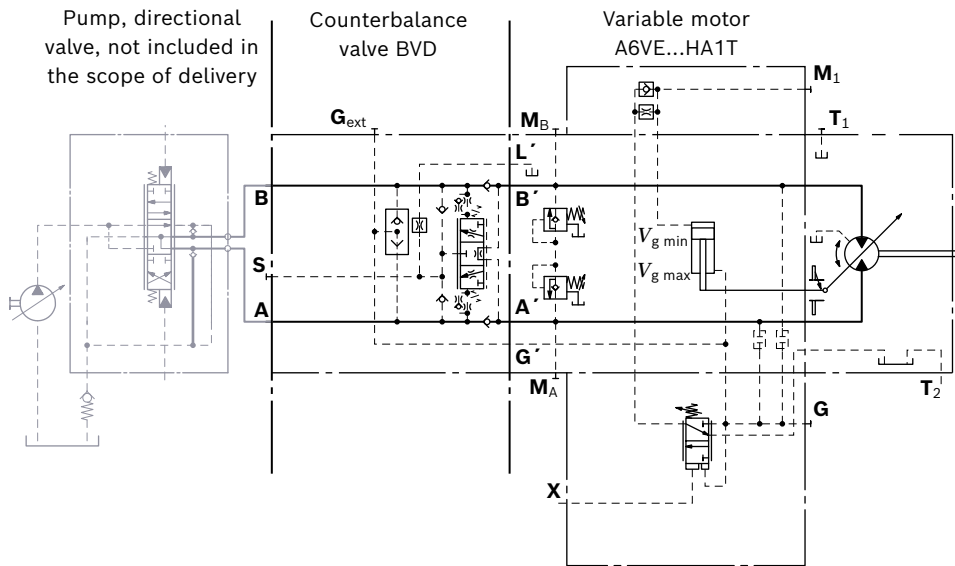 Pump, directional
valve, not included in
the scope of delivery
Counterbalance
valve BVD
Variable motor
A6VE...HA1T
M1
Gext
MB
T1
L´
B
B´
Vg min
S
Vg max
A
A´
G´
MA
T2
G
X